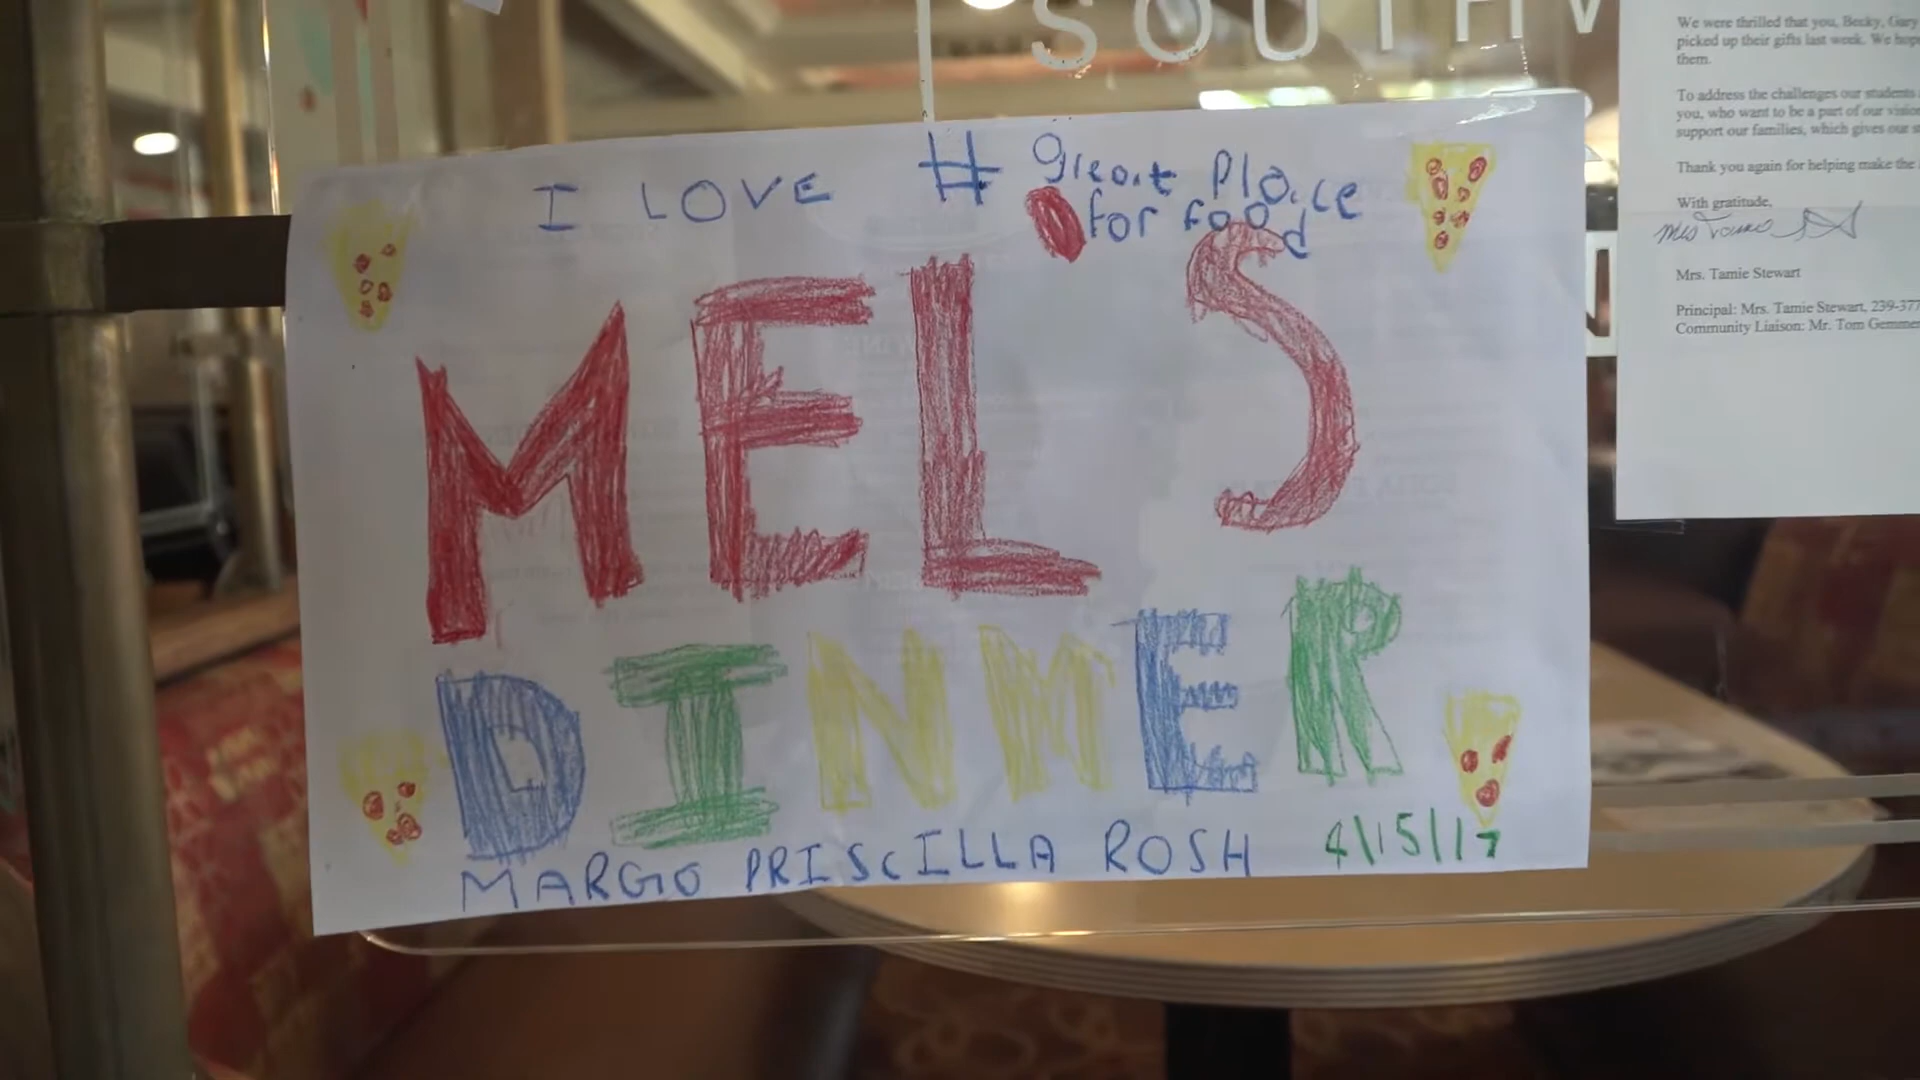 SOUTHW
I LOVE # great place
for food
MEL'S
DINNER
MARGIO PRISCILLA ROSH 4/15/17
We were thrilled that you, Becky, Gary
picked up their gifts last week. We hope
them.
To address the challenges our students
you, who want to be a part of our vision
support our families, which gives our s
Thank you again for helping make the
With gratitude,
Mrs. Tamie Stewart
Principal: Mrs. Tamie Stewart, 239-377
Community Liaison: Mr. Tom Gemmer